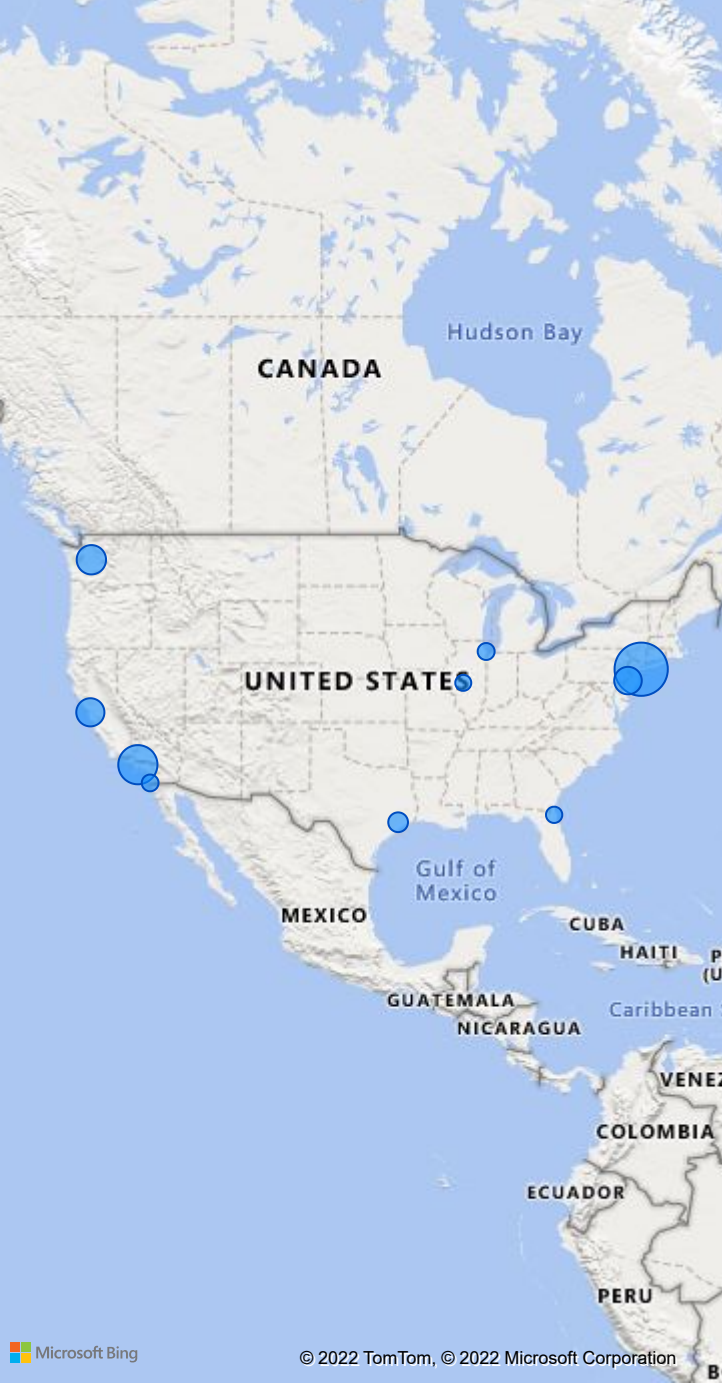 Hudson Bay
CANADA
UNITED STATES
Gulf of
Mexico
MEXICO
CUBA
HAITI
P
(U
GUATEMALA
Caribbean
NICARAGUA
VENEZ
COLOMBIA
ECUADOR
PERU
Microsoft Bing
© 2022 TomTom, © 2022 Microsoft Corporation
B